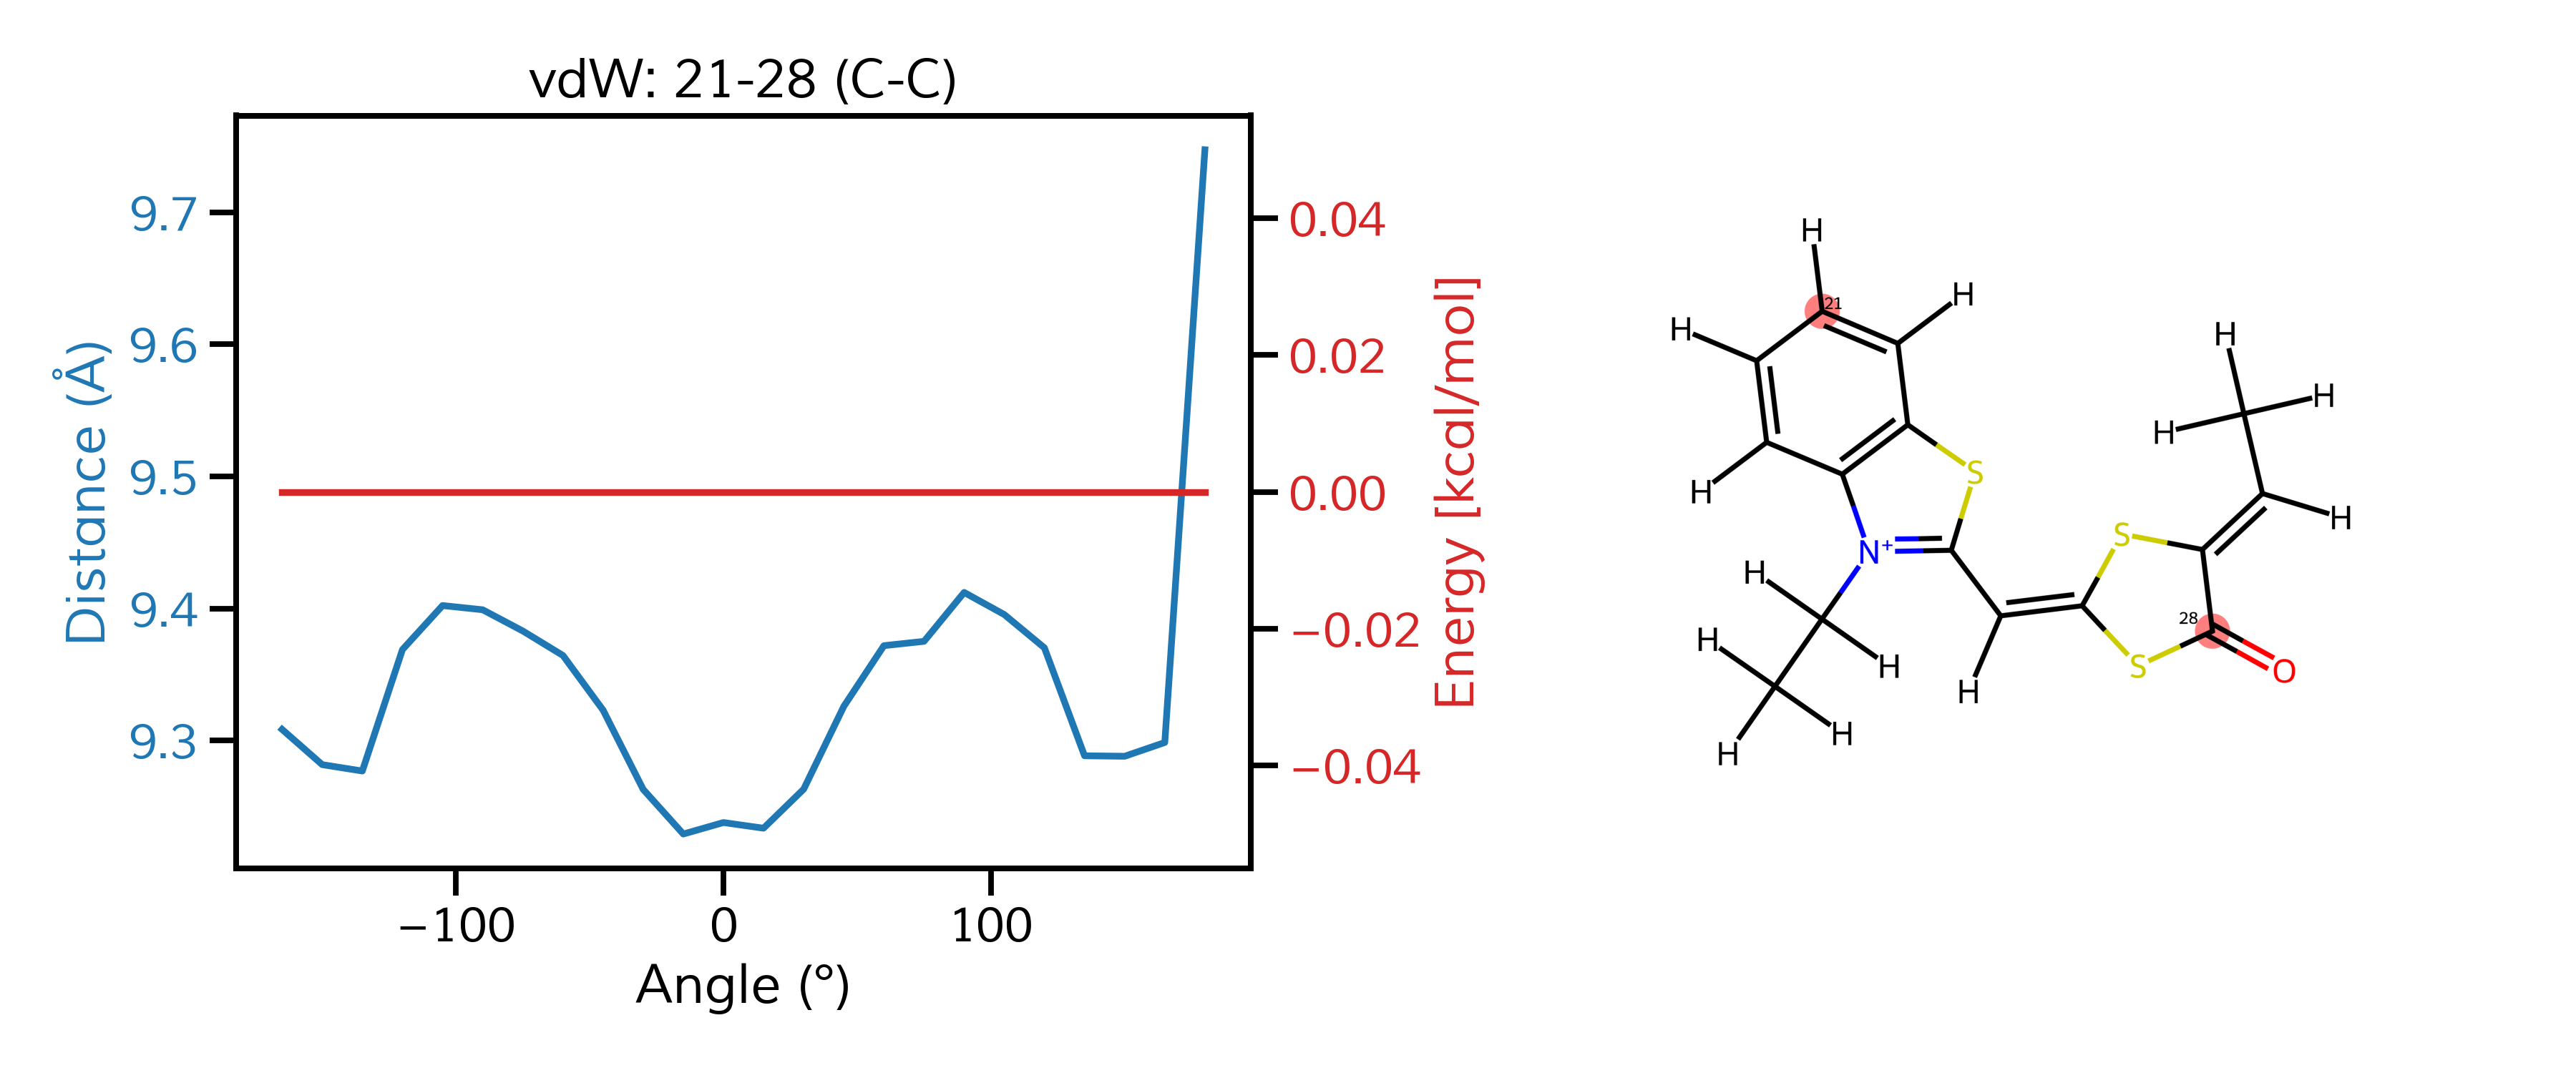 vdW: 21-28 (C-C)
Distance (Å)
9.7
9.6
9.5
9.4
9.3
0.04
0.02
0.00
−0.02
−0.04
Energy [kcal/mol]
−100
0
100
Angle (°)
H
21
H
H
H
H
S
H
H
H
S
H
N+
H
28
H
H
S
O
H
H
H
H